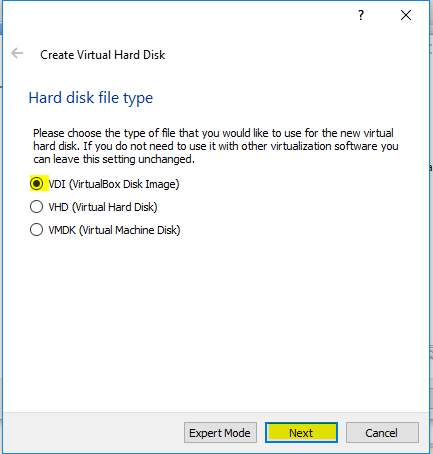 ?
Create Virtual Hard Disk
Hard disk file type
Please choose the type of file that you would like to use for the new virtual
hard disk. If you do not need to use it with other virtualization software you
can leave this setting unchanged.
VDI (VirtualBox Disk Image)
VHD (Virtual Hard Disk)
VMDK (Virtual Machine Disk)
Expert Mode Next Cancel